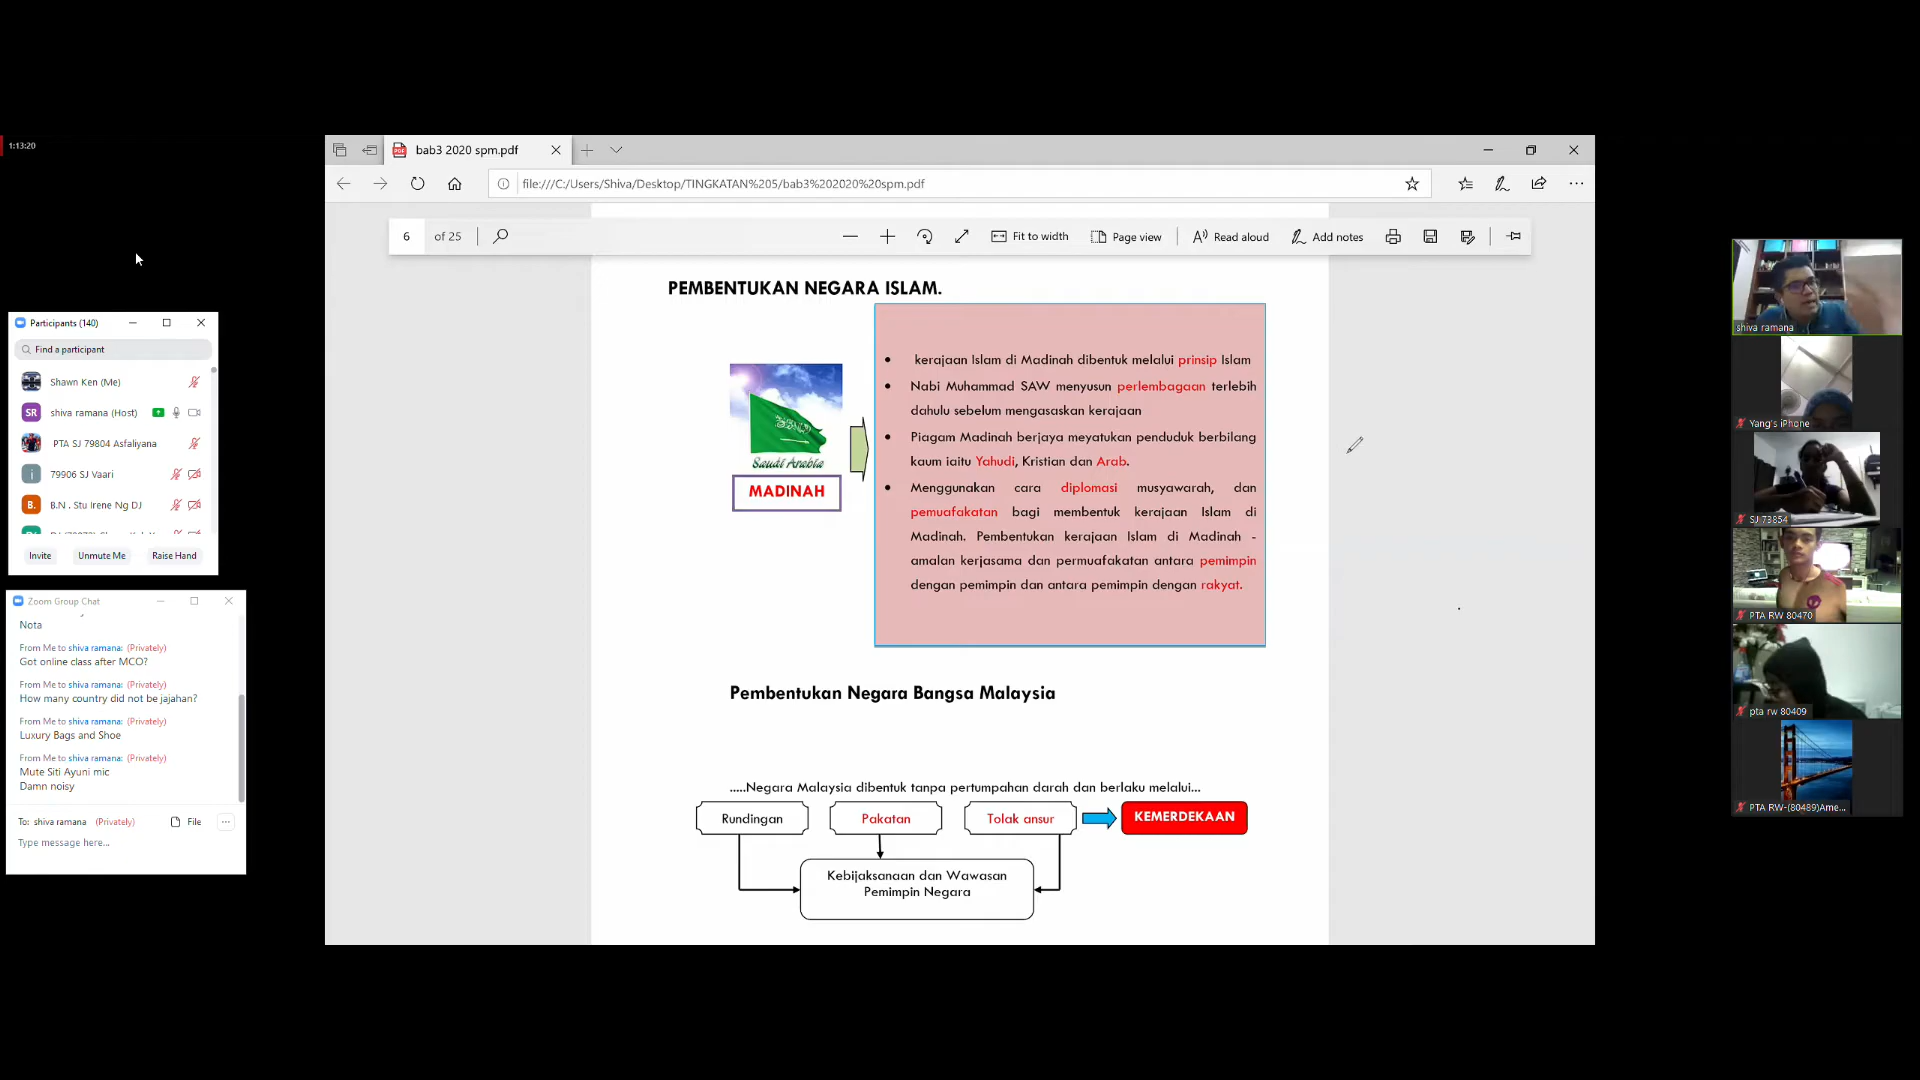 1:13:20
bab3 2020 spm.pdf
file:///C:/Users/Shiva/Desktop/TINGKATAN%205/bab3%202020%20spm.pdf
6 of 25
Fit to width
Page view
Read aloud
Add notes
PEMBENTUKAN NEGARA ISLAM.
Saudi Arabia
MADINAH
• kerajaan Islam di Madinah dibentuk melalui prinsip Islam
• Nabi Muhammad SAW menyusun perlembagaan terlebih
dahulu sebelum mengasaskan kerajaan
• Piagam Madinah berjaya meyatukan penduduk berbilang
kaum iaitu Yahudi, Kristian dan Arab.
• Menggunakan cara diplomasi musyawarah, dan
pemuafakatan bagi membentuk kerajaan Islam di
Madinah. Pembentukan kerajaan Islam di Madinah -
amalan kerjasama dan permuafakatan antara pemimpin
dengan pemimpin dan antara pemimpin dengan rakyat.
Pembentukan Negara Bangsa Malaysia
.....Negara Malaysia dibentuk tanpa pertumpahan darah dan berlaku melalui...
Rundingan
Pakatan
Tolak ansur
KEMERDEKAAN
Kebijaksanaan dan Wawasan
Pemimpin Negara
Participants (140)
Find a participant
Shawn Ken (Me)
SR shiva ramana (Host)
PTA SJ 79804 Asfaliyana
i 79906 SJ Vaari
B. B.N . Stu Irene Ng DJ
Invite
Unmute Me
Raise Hand
Zoom Group Chat
Nota
From Me to shiva ramana: (Privately)
Got online class after MCO?
From Me to shiva ramana: (Privately)
How many country did not be jajahan?
From Me to shiva ramana: (Privately)
Luxury Bags and Shoe
From Me to shiva ramana: (Privately)
Mute Siti Ayuni mic
Damn noisy
To: shiva ramana (Privately)
File
Type message here...
shiva ramana
Yang's iPhone
SJ 73854
PTA RW 80470
pta rw 80409
PTA RW-(80489)Ame...